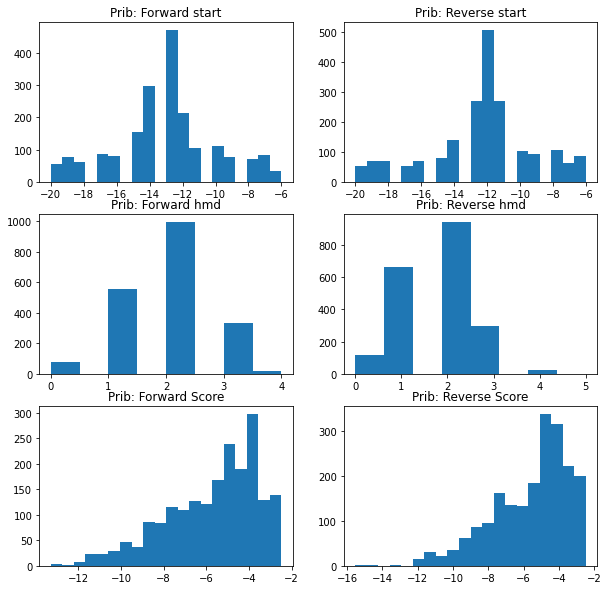 Prib: Forward start
400
300
200
100
0
−20 −18 −16 −14 −12 −10 −8 −6
Prib: Reverse start
500
400
300
200
100
0
−20 −18 −16 −14 −12 −10 −8 −6
Prib: Forward hmd
1000
800
600
400
200
0
0 1 2 3 4
Prib: Reverse hmd
800
600
400
200
0
0 1 2 3 4 5
Prib: Forward Score
300
250
200
150
100
50
0
−12 −10 −8 −6 −4 −2
Prib: Reverse Score
300
200
100
0
−16 −14 −12 −10 −8 −6 −4 −2